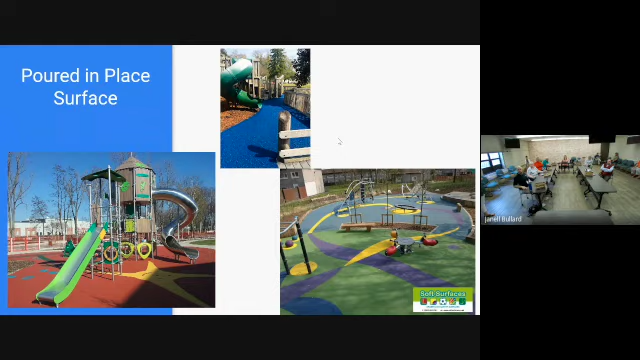 Poured in Place
Surface
Soft Surfaces
Janell Bullard